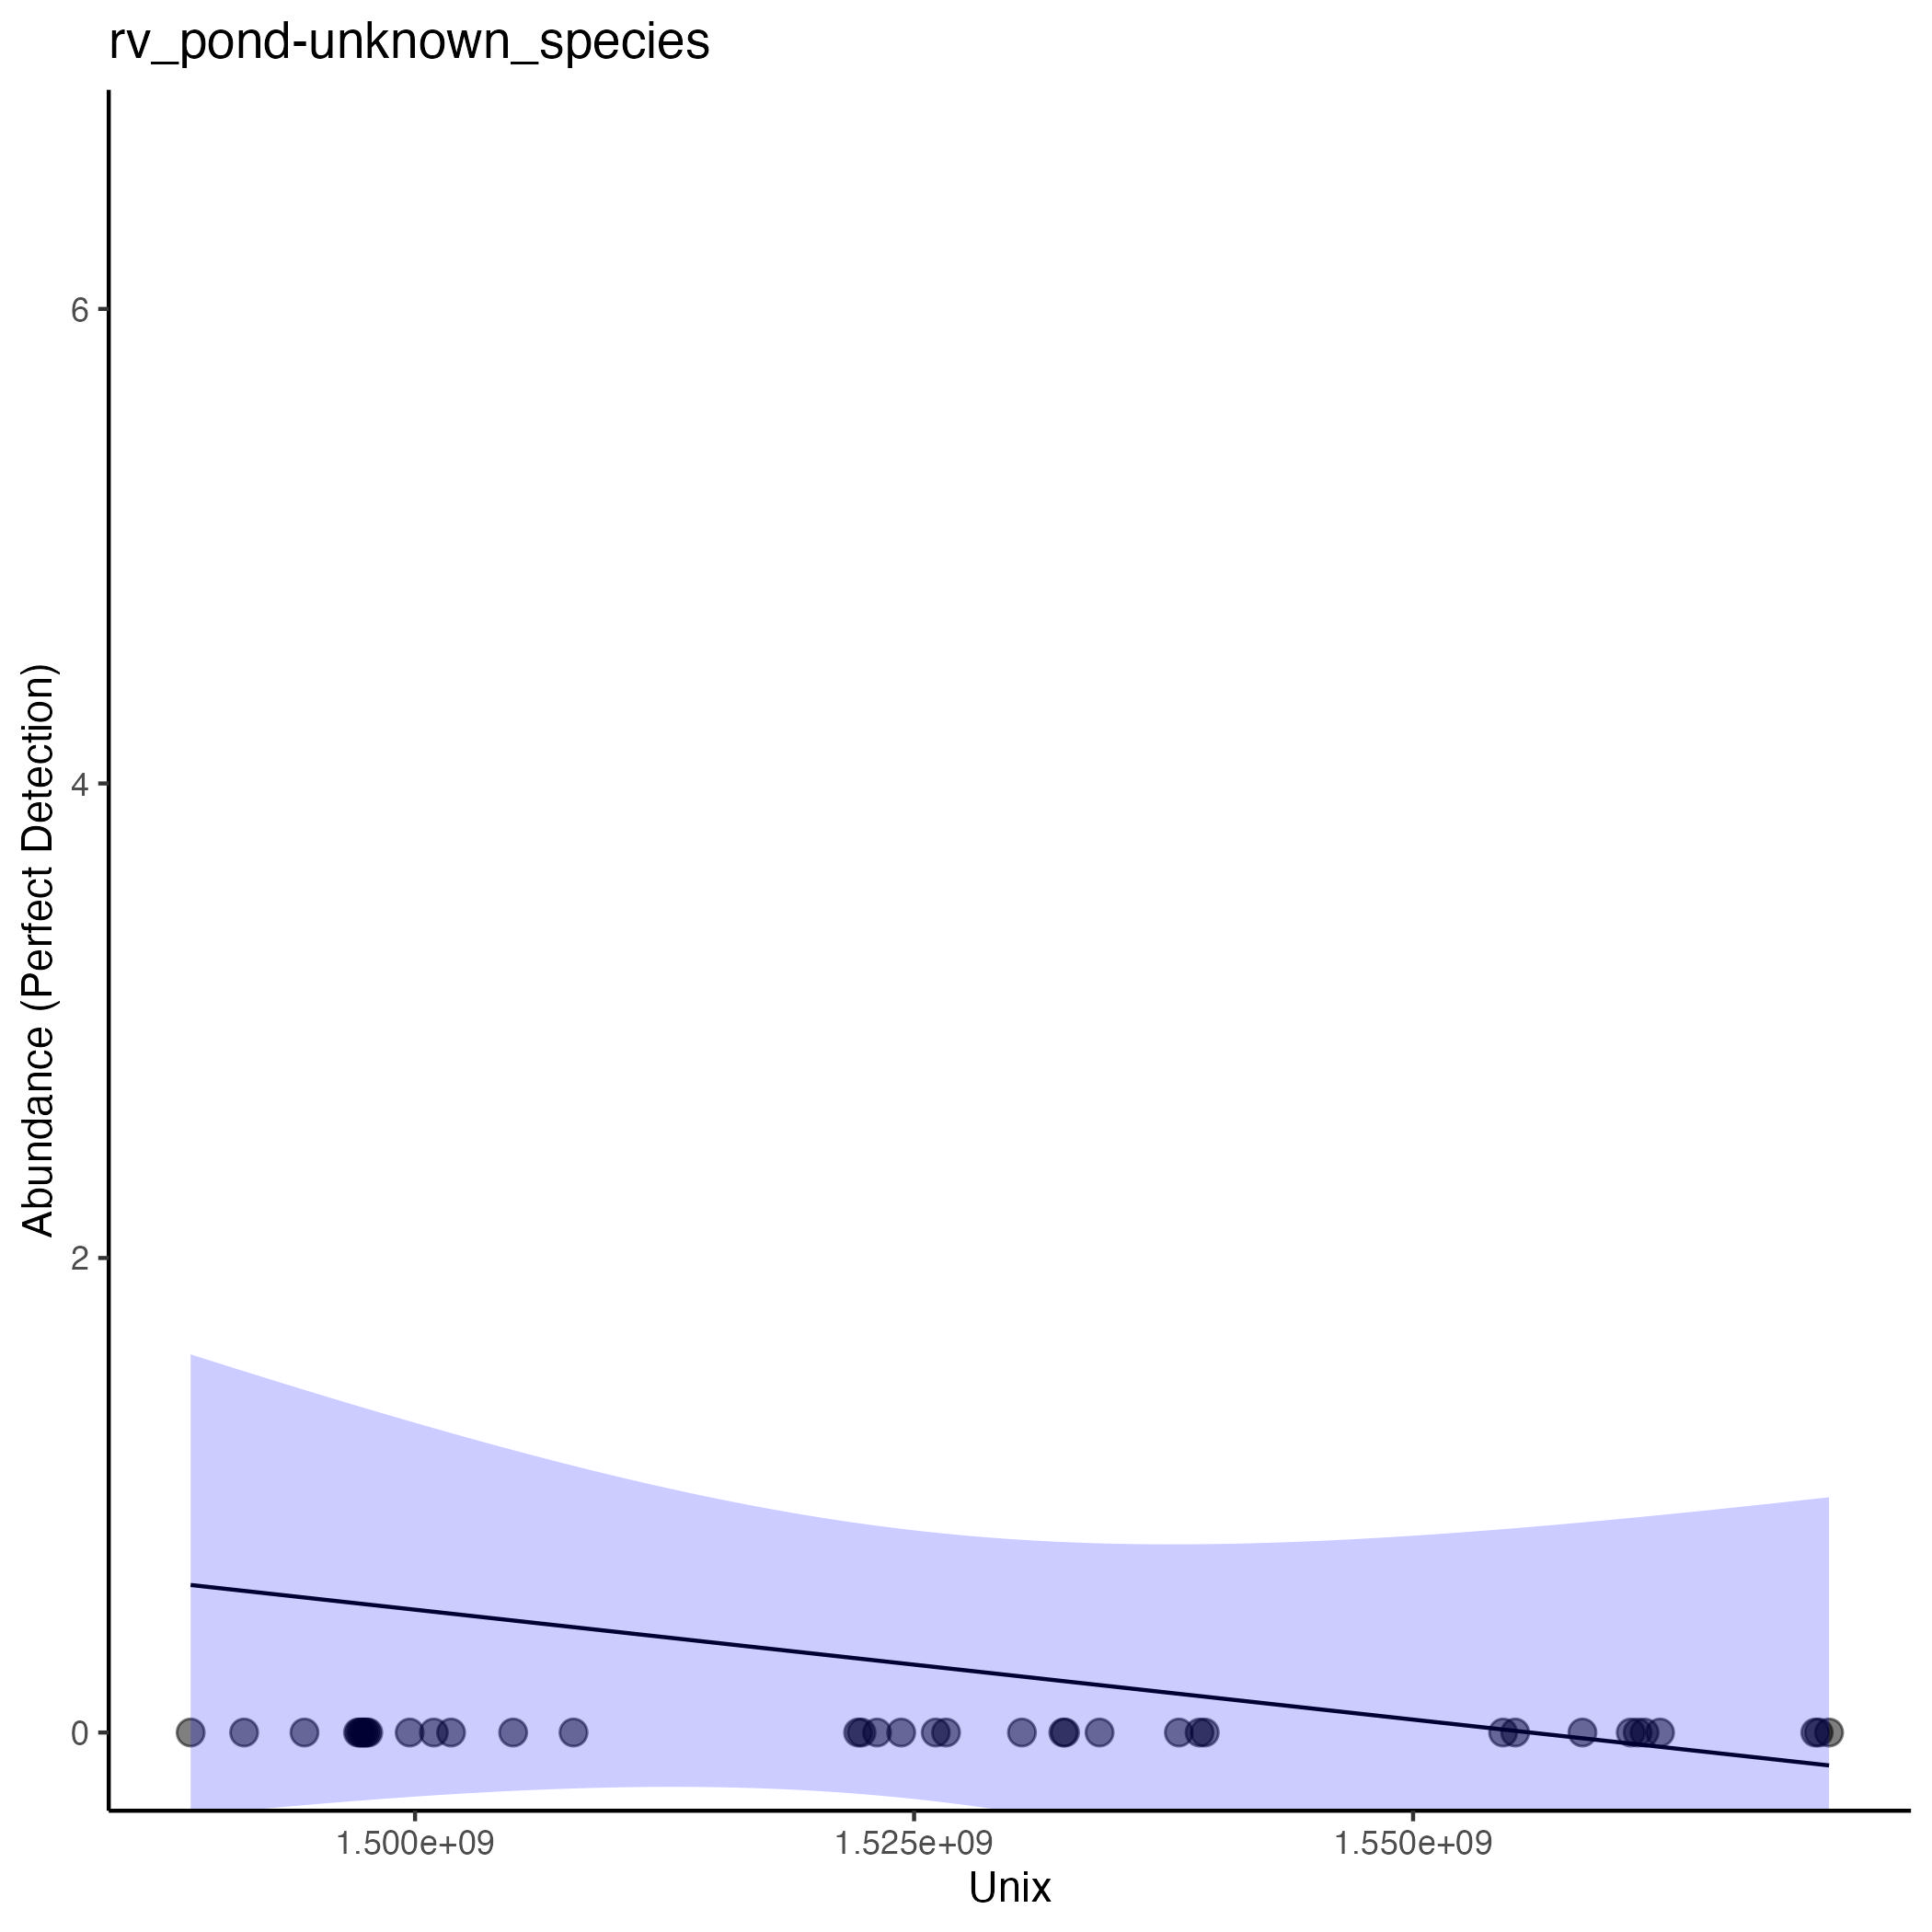 rv_pond-unknown_species
Abundance (Perfect Detection)
6
4
2
0
1.500e+09
1.525e+09
1.550e+09
Unix